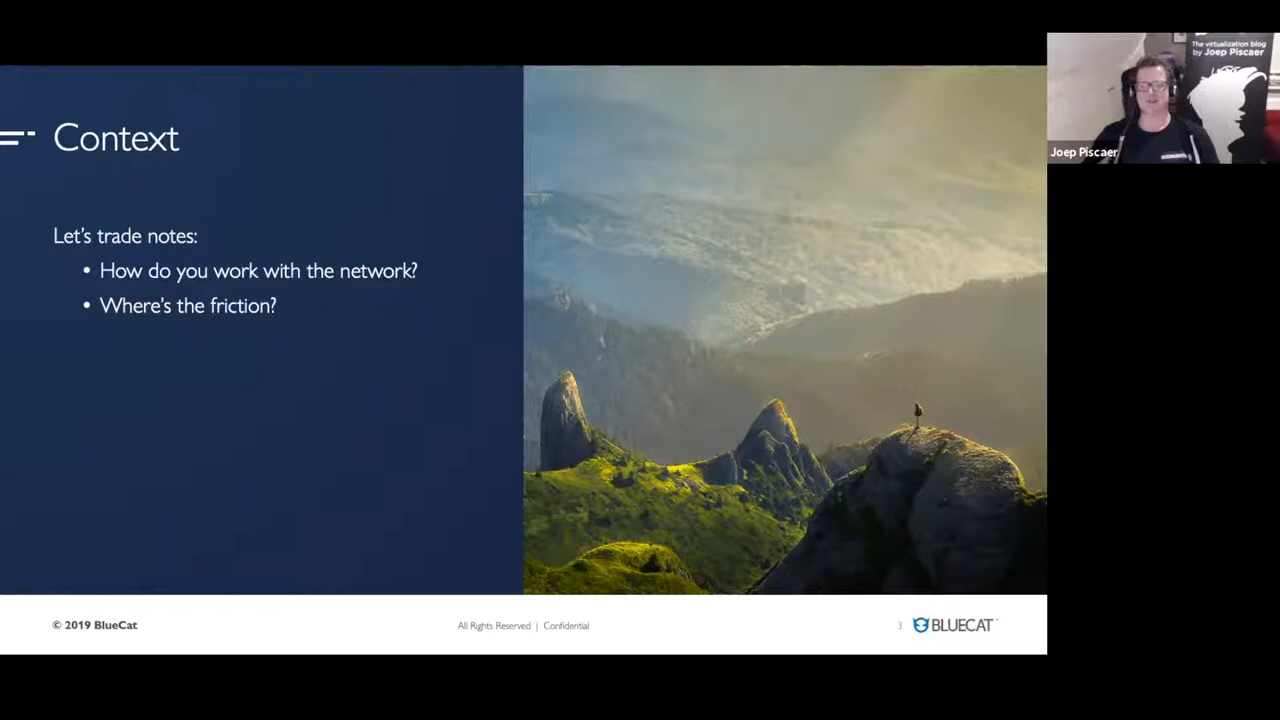 Context
Let's trade notes:
• How do you work with the network?
• Where's the friction?
© 2019 BlueCat
All Rights Reserved | Confidential
3
BLUECAT
The virtualization blog
by Joep Piscaer
Joep Piscaer